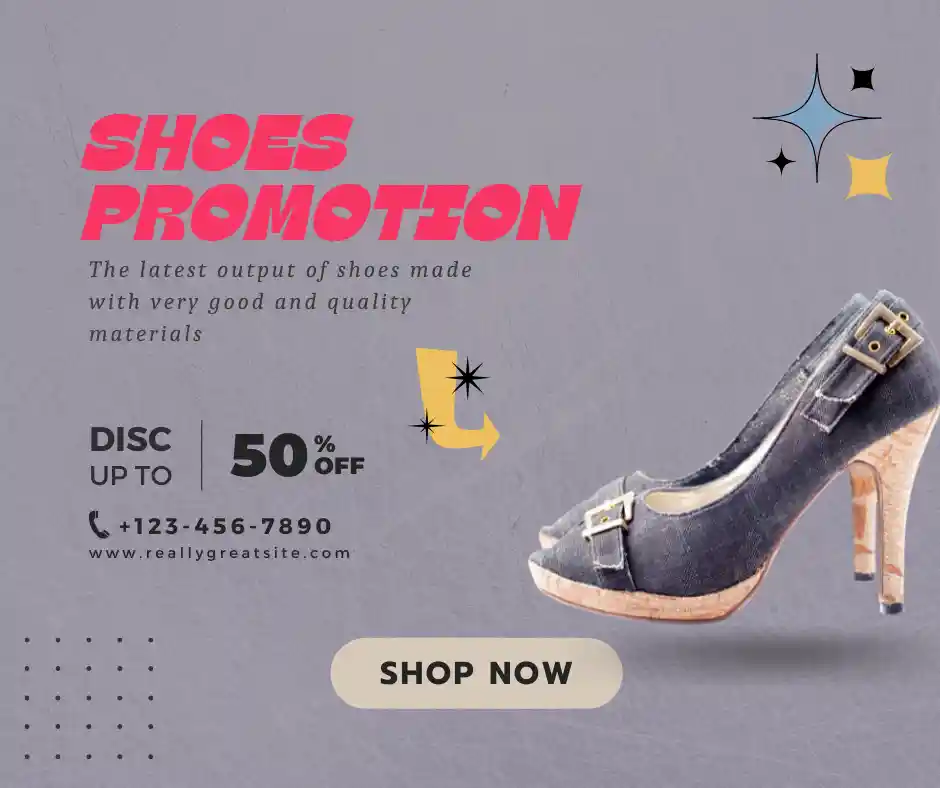 SHOES
PROMOTION
The latest output of shoes made
with very good and quality
materials
DISC
UP TO
50% OFF
+123-456-7890
www.reallygreatsite.com
SHOP NOW